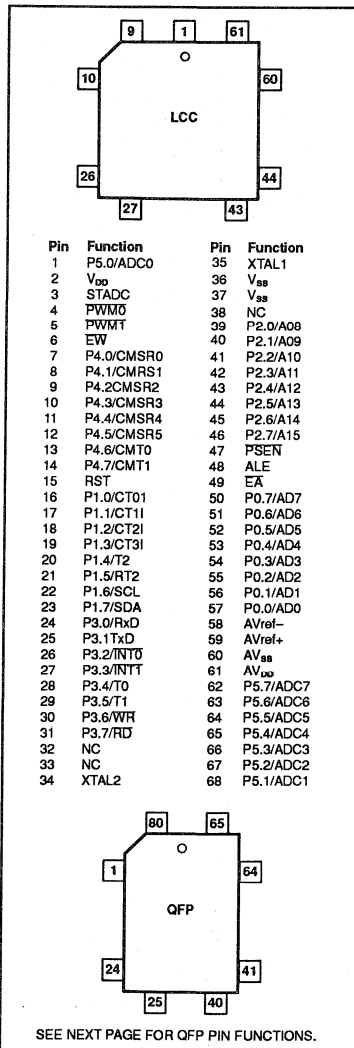 9 1 61
10 60
LCC
26 44
27 43
Pin Function Pin Function
1 P5.0/ADC0 35 XTAL1
2 VDD 36 VSS
3 STADC 37 VSS
4 PWM0 38 NC
5 PWM1 39 P2.0/A08
6 EW 40 P2.1/A09
7 P4.0/CMSR0 41 P2.2/A10
8 P4.1/CMRS1 42 P2.3/A11
9 P4.2CMSR2 43 P2.4/A12
10 P4.3/CMSR3 44 P2.5/A13
11 P4.4/CMSR4 45 P2.6/A14
12 P4.5/CMSR5 46 P2.7/A15
13 P4.6/CMT0 47 PSEN
14 P4.7/CMT1 48 ALE
15 RST 49 EA
16 P1.0/CT01 50 P0.7/AD7
17 P1.1/CT1I 51 P0.6/AD6
18 P1.2/CT2I 52 P0.5/AD5
19 P1.3/CT3I 53 P0.4/AD4
20 P1.4/T2 54 P0.3/AD3
21 P1.5/RT2 55 P0.2/AD2
22 P1.6/SCL 56 P0.1/AD1
23 P1.7/SDA 57 P0.0/AD0
24 P3.0/RxD 58 AVref−
25 P3.1TxD 59 AVref+
26 P3.2/INT0 60 AVSS
27 P3.3/INT1 61 AVDD
28 P3.4/T0 62 P5.7/ADC7
29 P3.5/T1 63 P5.6/ADC6
30 P3.6/WR 64 P5.5/ADC5
31 P3.7/RD 65 P5.4/ADC4
32 NC 66 P5.3/ADC3
33 NC 67 P5.2/ADC2
34 XTAL2 68 P5.1/ADC1
80 65
1 64
QFP
24 41
25 40
SEE NEXT PAGE FOR QFP PIN FUNCTIONS.